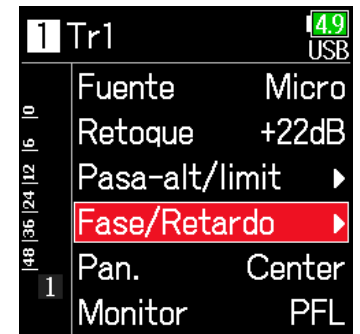 1 Tr1 4.9
USB
Fuente Micro
Retoque +22dB
Pasa-alt/limit
Fase/Retardo
Pan. Center
Monitor PFL
|48 |36 |24 |12 |6 |0
1